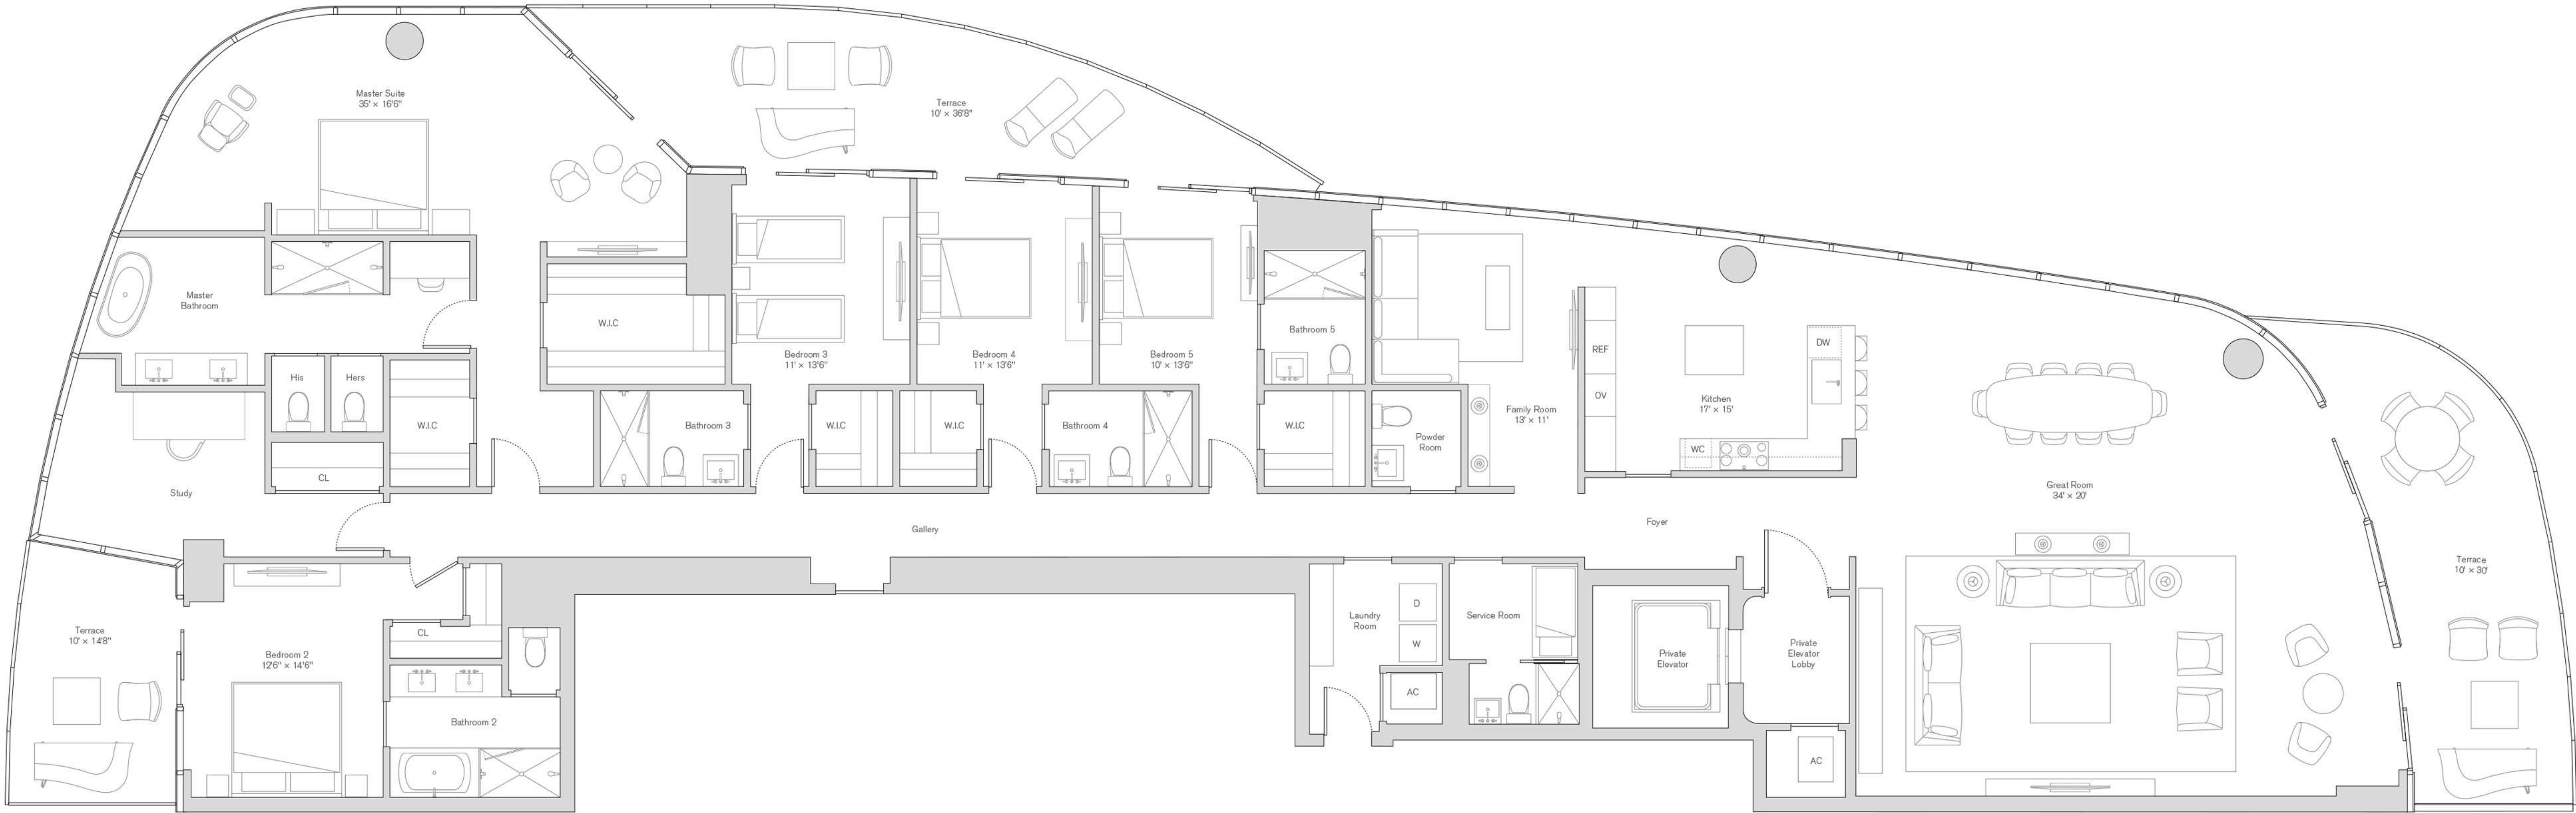 Master Suite
35' × 16'6"
Terrace
10' × 36'8"
Master
Bathroom
W.I.C
Bedroom 3
11' × 13'6"
Bedroom 4
11' × 13'6"
Bedroom 5
10' × 13'6"
Bathroom 5
REF
OV
DW
Kitchen
17' × 15'
WC
His
Hers
W.I.C
CL
Study
Bathroom 3
W.I.C
W.I.C
Bathroom 4
W.I.C
Powder
Room
Family Room
13' × 11'
Great Room
34' × 20'
Gallery
Foyer
Terrace
10' × 30'
Terrace
10' × 14'8"
Bedroom 2
12'6" × 14'6"
CL
Bathroom 2
Laundry
Room
D
W
AC
Service Room
Private
Elevator
Private
Elevator
Lobby
AC